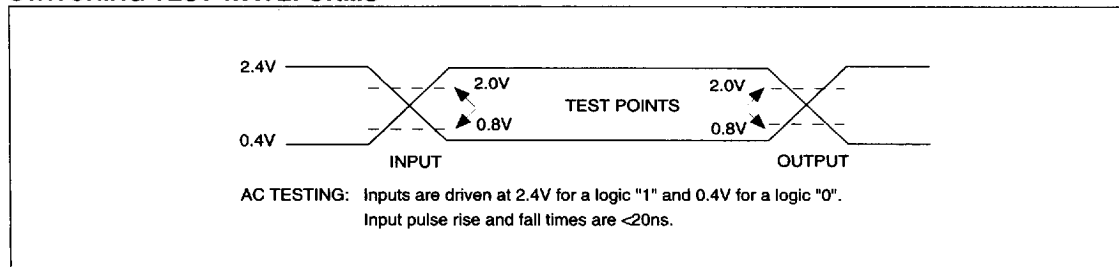 2.4V
2.0V
2.0V
TEST POINTS
0.8V
0.8V
0.4V
INPUT
OUTPUT
AC TESTING: Inputs are driven at 2.4V for a logic "1" and 0.4V for a logic "0".
Input pulse rise and fall times are <20ns.